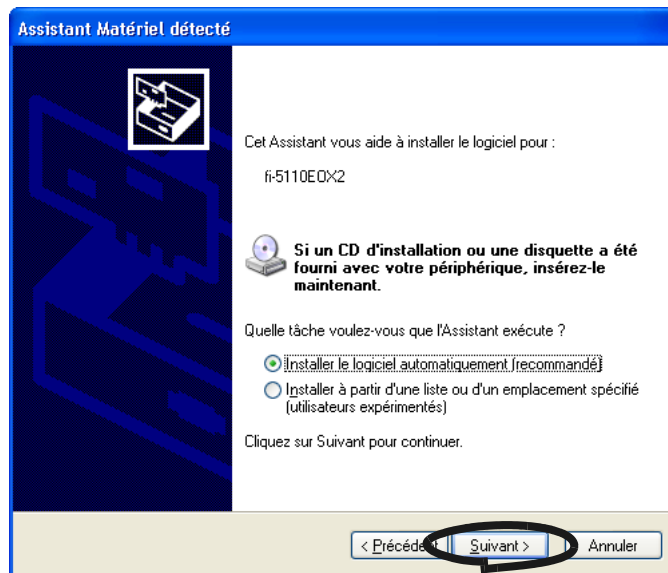 Assistant Matériel détecté
Cet Assistant vous aide à installer le logiciel pour :
fi-5110EOX2
Si un CD d'installation ou une disquette a été
fourni avec votre périphérique, insérez-le
maintenant.
Quelle tâche voulez-vous que l'Assistant exécute ?
Installer le logiciel automatiquement (recommandé)
Installer à partir d'une liste ou d'un emplacement spécifié
(utilisateurs expérimentés)
Cliquez sur Suivant pour continuer.
< Précédent Suivant > Annuler